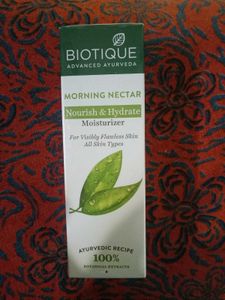 BIOTIQUE
ADVANCED AYURVEDA
MORNING NECTAR
Nourish & Hydrate
Moisturizer
For Visibly Flawless Skin
All Skin Types
AYURVEDIC RECIPE
100%
BOTANICAL EXTRACTS